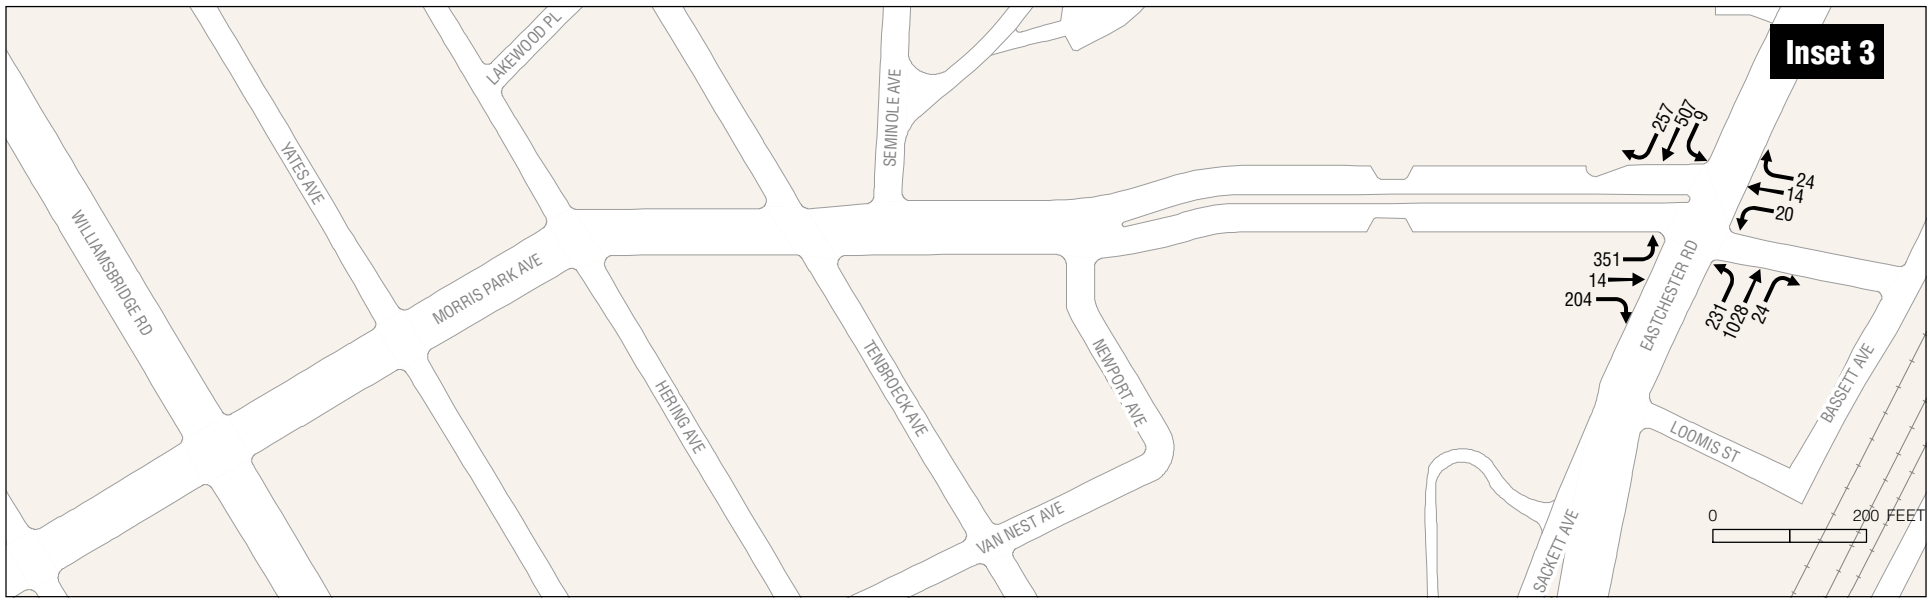 Inset 3
LAKEWOOD PL
SEMINOLE AVE
YATES AVE
WILLIAMSBRIDGE RD
MORRIS PARK AVE
HERING AVE
TENBROECK AVE
NEWPORT AVE
VAN NEST AVE
EASTCHESTER RD
BASSETT AVE
LOOMIS ST
SACKETT AVE
257
507
9
24
14
20
351
14
204
231
1028
24
0 200 FEET